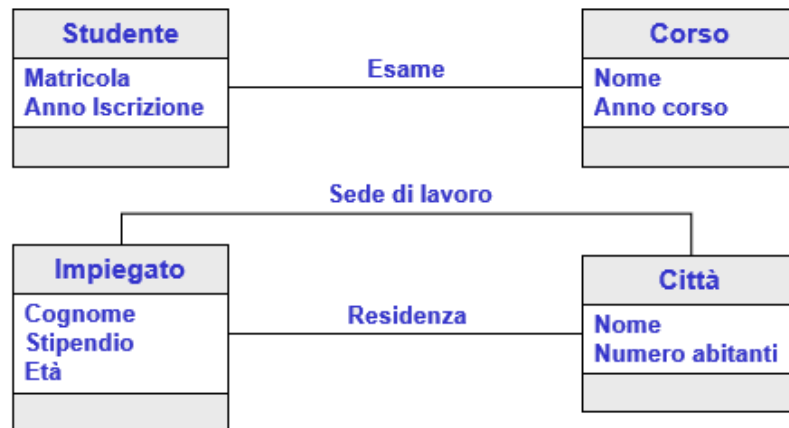 Studente
Matricola
Anno Iscrizione
Esame
Corso
Nome
Anno corso
Sede di lavoro
Impiegato
Cognome
Stipendio
Età
Residenza
Città
Nome
Numero abitanti